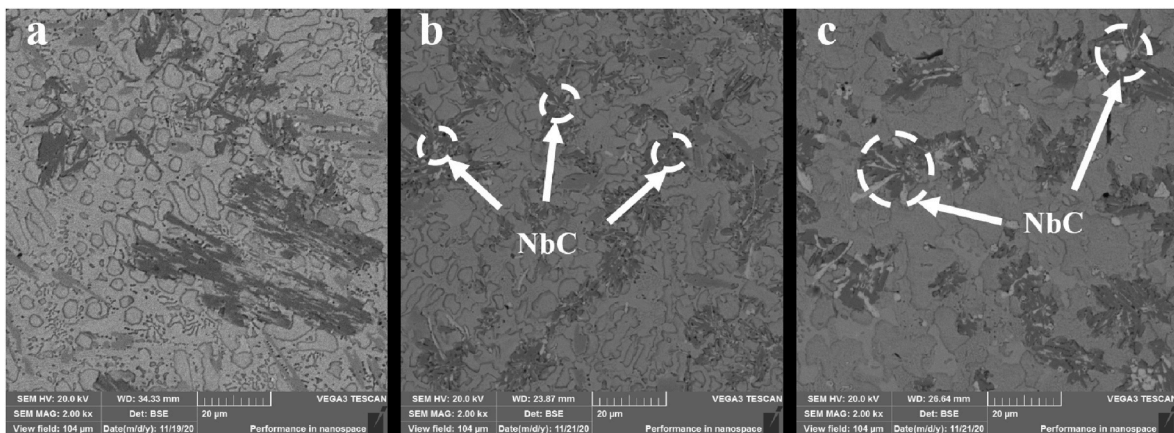 a
b
c
NbC
NbC
SEM HV: 20.0 kV WD: 34.33 mm VEGA3 TESCAN
SEM MAG: 2.00 kx Det: BSE 20 µm
View field: 104 µm Date(m/d/y): 11/19/20 Performance in nanospace
SEM HV: 20.0 kV WD: 23.87 mm VEGA3 TESCAN
SEM MAG: 2.00 kx Det: BSE 20 µm
View field: 104 µm Date(m/d/y): 11/21/20 Performance in nanospace
SEM HV: 20.0 kV WD: 26.64 mm VEGA3 TESCAN
SEM MAG: 2.00 kx Det: BSE 20 µm
View field: 104 µm Date(m/d/y): 11/21/20 Performance in nanospace